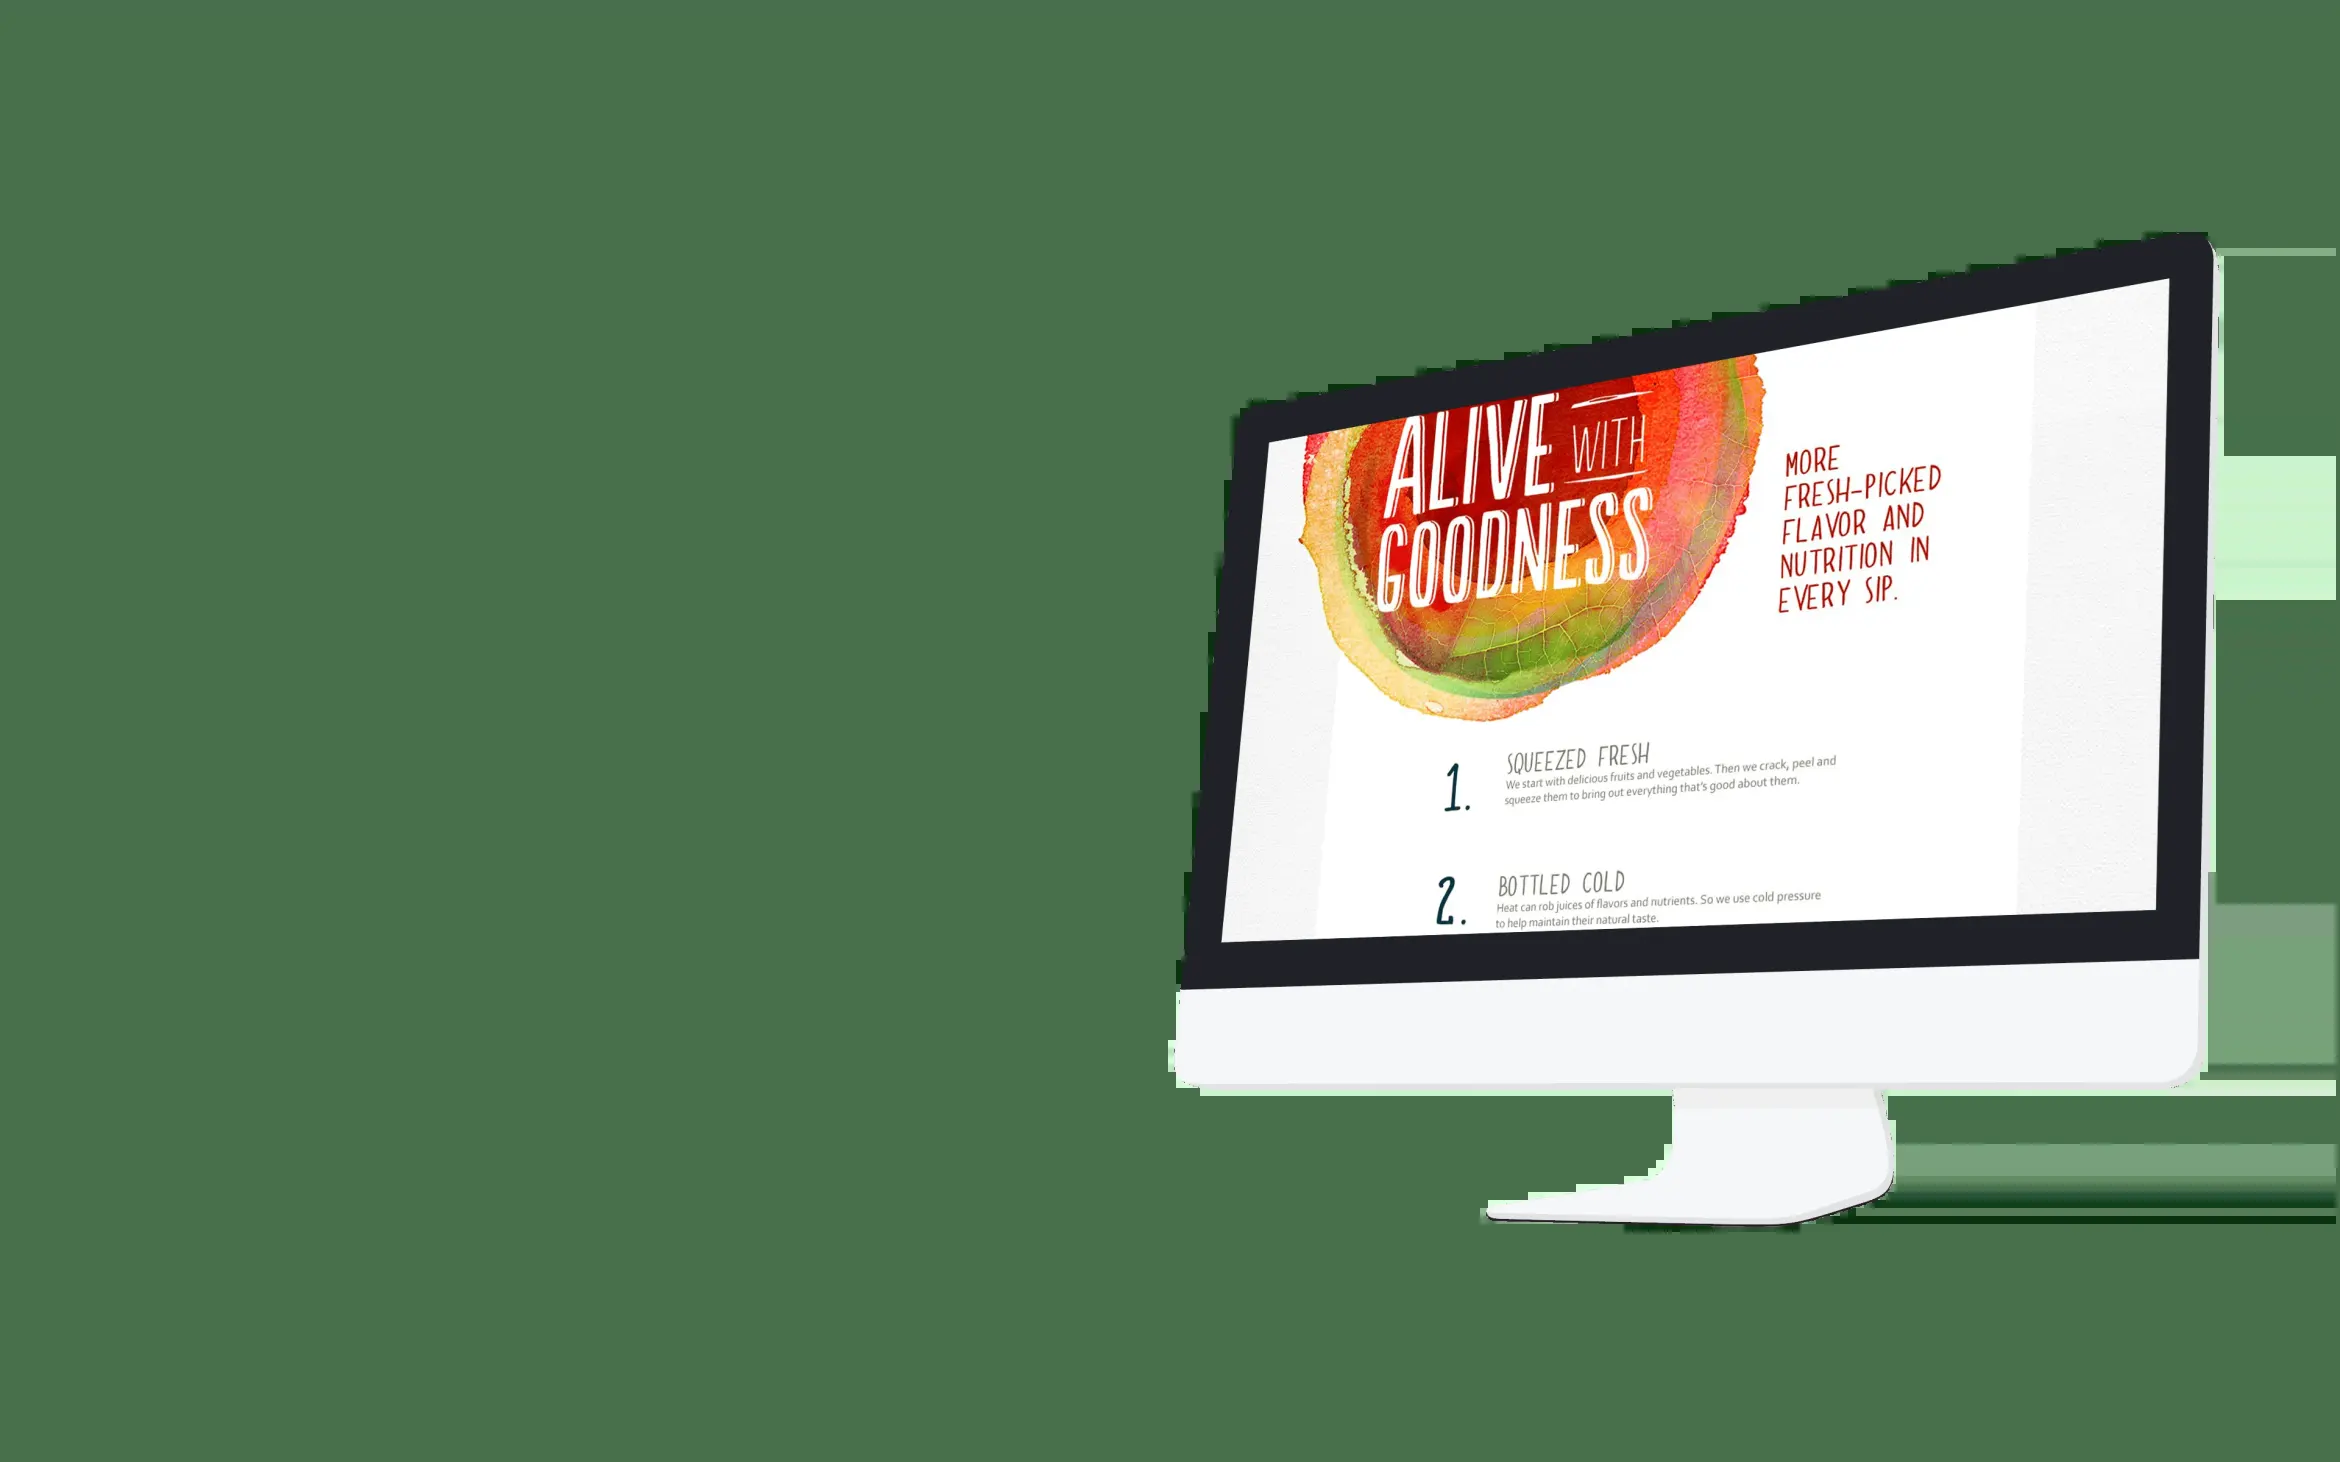 ALIVE WITH
GOODNESS
MORE
FRESH-PICKED
FLAVOR AND
NUTRITION IN
EVERY SIP.
1.
SQUEEZED FRESH
We start with delicious fruits and vegetables. Then we crack, peel and
squeeze them to bring out everything that's good about them.
2.
BOTTLED COLD
Heat can rob juices of flavors and nutrients. So we use cold pressure
to help maintain their natural taste.